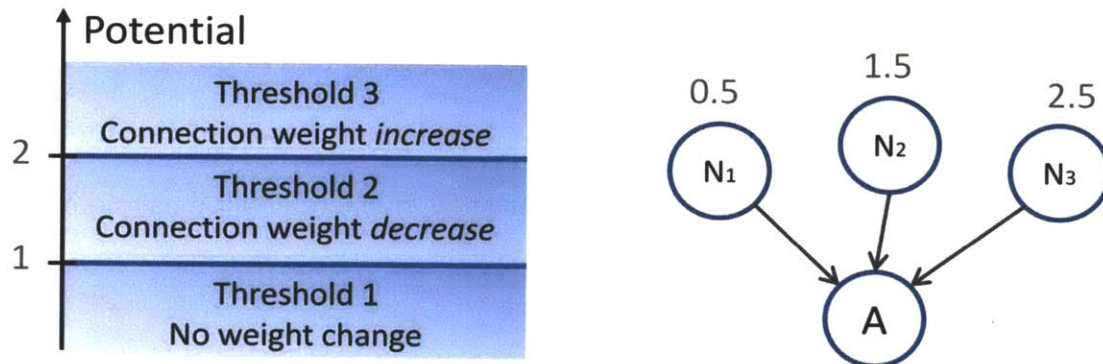 Potential
Threshold 3
Connection weight increase
2
Threshold 2
Connection weight decrease
1
Threshold 1
No weight change
0.5
1.5
2.5
N1
N2
N3
A